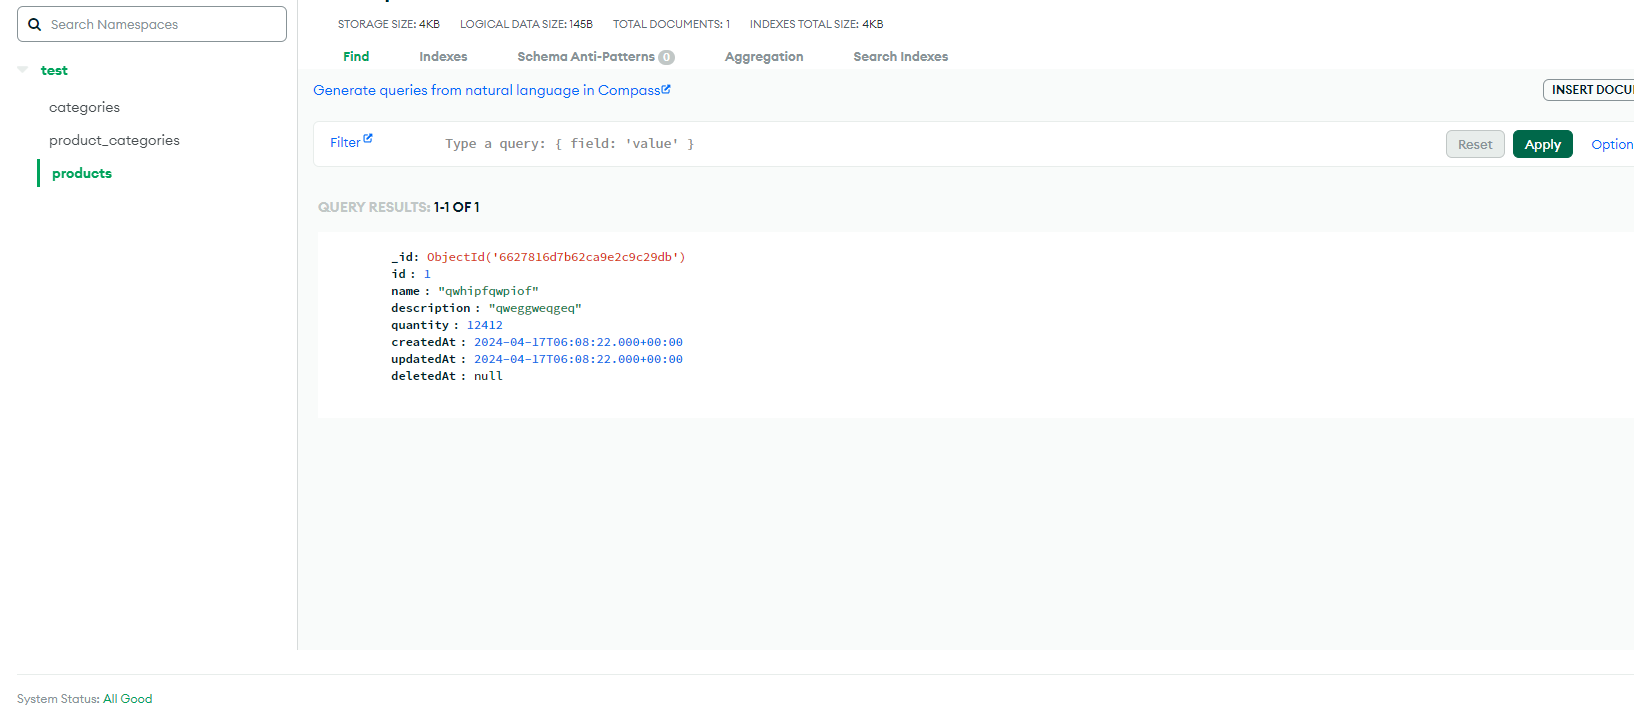 STORAGE SIZE: 4KB LOGICAL DATA SIZE: 145B TOTAL DOCUMENTS: 1 INDEXES TOTAL SIZE: 4KB
Search Namespaces
Find Indexes Schema Anti-Patterns 0 Aggregation Search Indexes
test
Generate queries from natural language in Compass
INSERT DOCU
categories
product_categories
products
Filter Type a query: { field: 'value' } Reset Apply Option
QUERY RESULTS: 1-1 OF 1
_id: ObjectId('6627816d7b62ca9e2c9c29db')
id : 1
name : "qwhipfqwpiof"
description : "qweggweqgeq"
quantity : 12412
createdAt : 2024-04-17T06:08:22.000+00:00
updatedAt : 2024-04-17T06:08:22.000+00:00
deletedAt : null
System Status: All Good